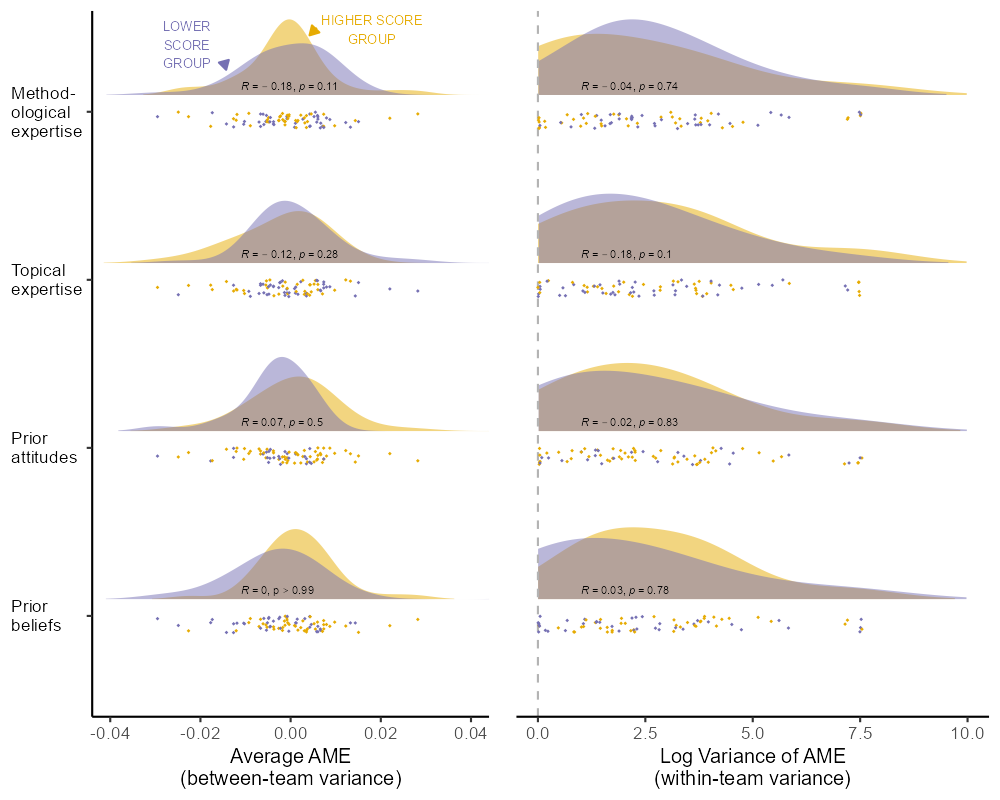 LOWER
SCORE
GROUP
HIGHER SCORE
GROUP
Method-
ological
expertise
R = − 0.18, p = 0.11
R = − 0.04, p = 0.74
Topical
expertise
R = − 0.12, p = 0.28
R = − 0.18, p = 0.1
Prior
attitudes
R = 0.07, p = 0.5
R = − 0.02, p = 0.83
Prior
beliefs
R = 0, p > 0.99
R = 0.03, p = 0.78
-0.04 -0.02 0.00 0.02 0.04
0.0 2.5 5.0 7.5 10.0
Average AME
(between-team variance)
Log Variance of AME
(within-team variance)